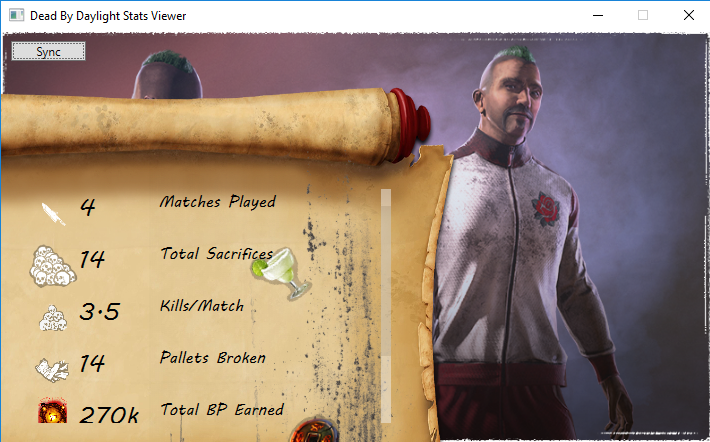 Dead By Daylight Stats Viewer
Sync
4 Matches Played
14 Total Sacrifices
3.5 Kills/Match
14 Pallets Broken
270k Total BP Earned